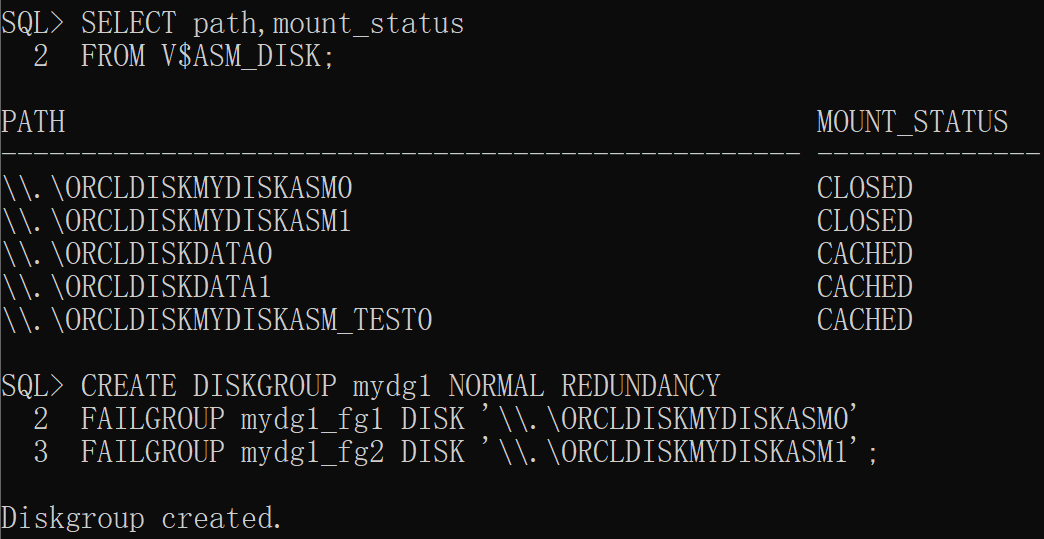 SQL> SELECT path,mount_status
  2  FROM V$ASM_DISK;
PATH                                               MOUNT_STATUS
-------------------------------------------------- --------------
\\.\ORCLDISKMYDISKASM0                             CLOSED
\\.\ORCLDISKMYDISKASM1                             CLOSED
\\.\ORCLDISKDATA0                                  CACHED
\\.\ORCLDISKDATA1                                  CACHED
\\.\ORCLDISKMYDISKASM_TEST0                        CACHED
SQL> CREATE DISKGROUP mydg1 NORMAL REDUNDANCY
  2  FAILGROUP mydg1_fg1 DISK '\\.\ORCLDISKMYDISKASM0'
  3  FAILGROUP mydg1_fg2 DISK '\\.\ORCLDISKMYDISKASM1';
Diskgroup created.